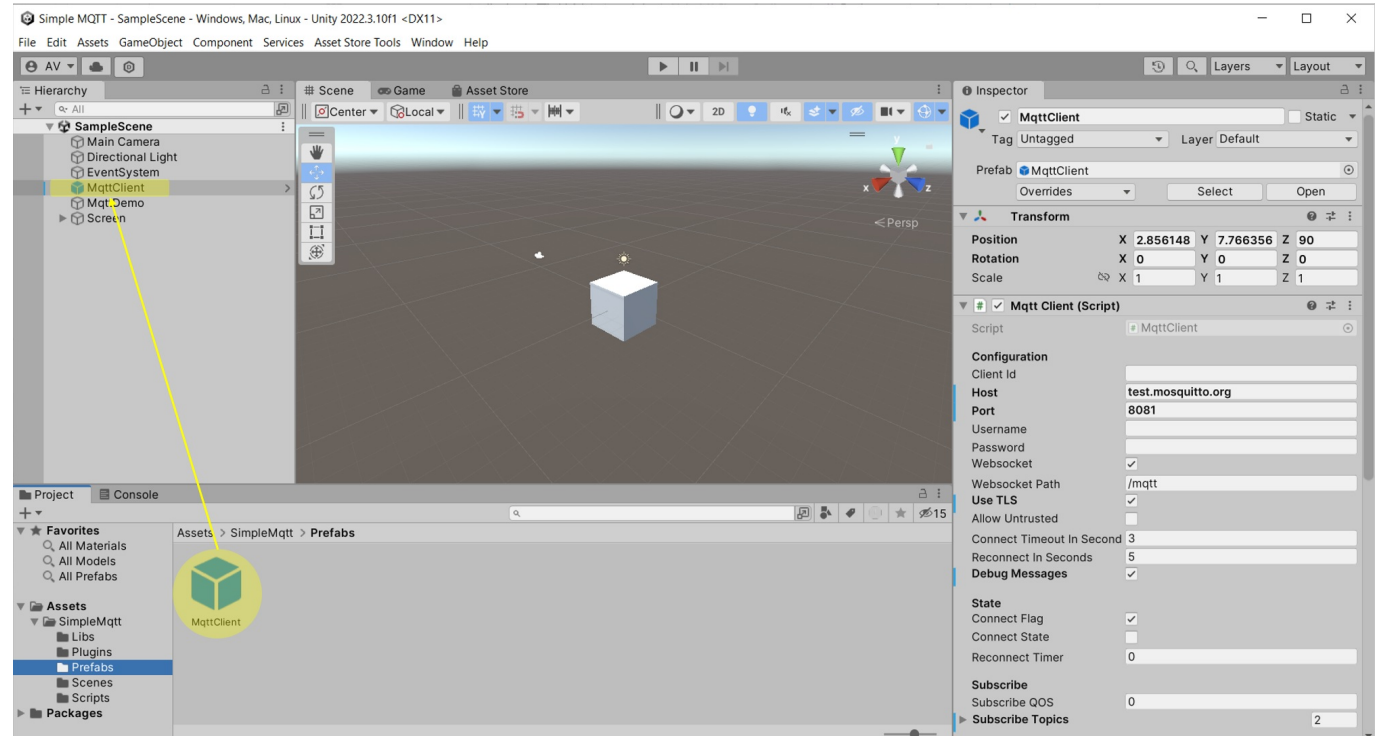 Simple MQTT - SampleScene - Windows, Mac, Linux - Unity 2022.3.10f1 <DX11>
File Edit Assets GameObject Component Services Asset Store Tools Window Help
AV Layers Layout
Hierarchy
All
SampleScene
Main Camera
Directional Light
EventSystem
MqttClient
Screen
Scene Game Asset Store
Center Local 2D
y
x z
Persp
Inspector
MqttClient Static
Tag Untagged Layer Default
Prefab MqttClient
Overrides Select Open
Transform
Position X 2.856148 Y 7.766356 Z 90
Rotation X 0 Y 0 Z 0
Scale X 1 Y 1 Z 1
# Mqtt Client (Script)
Script # MqttClient
Configuration
Client Id
Host test.mosquitto.org
Port 8081
Username
Password
Websocket
Websocket Path /mqtt
Use TLS
Allow Untrusted
Connect Timeout In Second 3
Reconnect In Seconds 5
Debug Messages
State
Connect Flag
Connect State
Reconnect Timer 0
Subscribe
Subscribe QOS 0
Subscribe Topics 2
Project Console
15
Favorites
All Materials
All Models
All Prefabs
Assets
SimpleMqtt
Libs
Plugins
Prefabs
Scenes
Scripts
Packages
Assets > SimpleMqtt > Prefabs
MqttClient